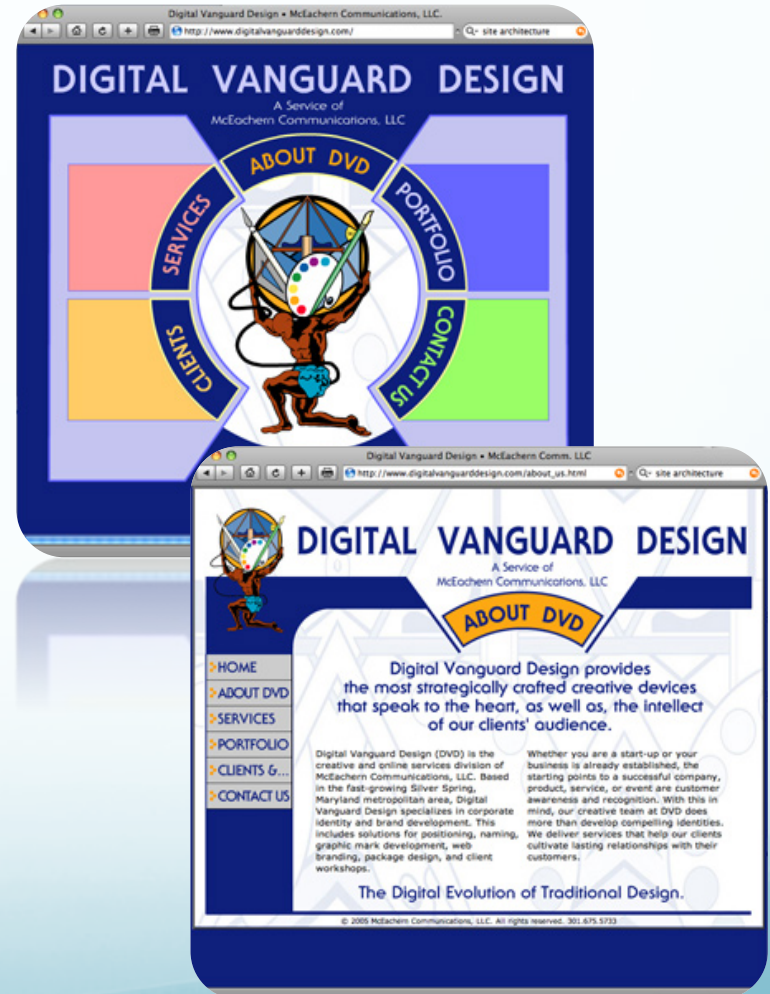 Digital Vanguard Design • McEachern Communications, LLC.
http://www.digitalvanguarddesign.com/
site architecture
DIGITAL VANGUARD DESIGN
A Service of
McEachern Communications, LLC
ABOUT DVD
SERVICES
PORTFOLIO
CLIENTS
CONTACT US
Digital Vanguard Design • McEachern Comm. LLC
http://www.digitalvanguarddesign.com/about_us.html
site architecture
DIGITAL VANGUARD DESIGN
A Service of
McEachern Communications, LLC
ABOUT DVD
HOME
ABOUT DVD
SERVICES
PORTFOLIO
CLIENTS &...
CONTACT US
Digital Vanguard Design provides
the most strategically crafted creative devices
that speak to the heart, as well as, the intellect
of our clients' audience.
Digital Vanguard Design (DVD) is the
creative and online services division of
McEachern Communications, LLC. Based
in the fast-growing Silver Spring,
Maryland metropolitan area, Digital
Vanguard Design specializes in corporate
identity and brand development. This
includes solutions for positioning, naming,
graphic mark development, web
branding, package design, and client
workshops.
Whether you are a start-up or your
business is already established, the
starting points to a successful company,
product, service, or event are customer
awareness and recognition. With this in
mind, our creative team at DVD does
more than develop compelling identities.
We deliver services that help our clients
cultivate lasting relationships with their
customers.
The Digital Evolution of Traditional Design.
© 2005 McEachern Communications, LLC. All rights reserved. 301.675.5733